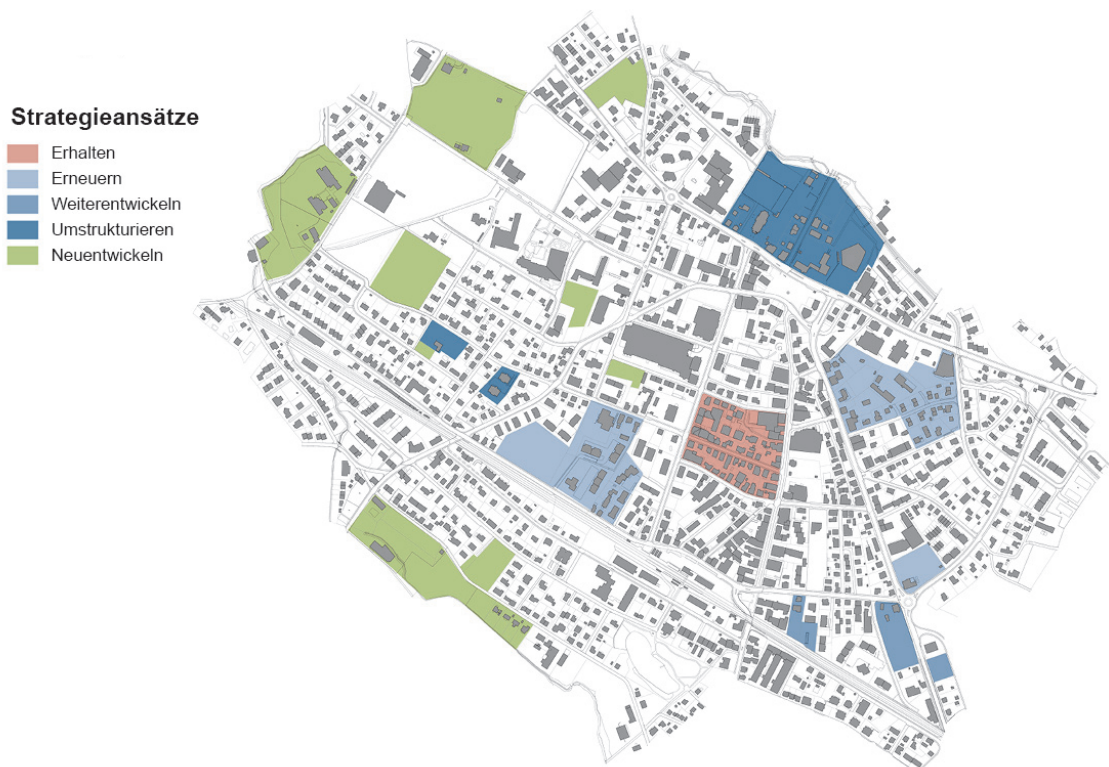 Strategieansätze
Erhalten
Erneuern
Weiterentwickeln
Umstrukturieren
Neuentwickeln